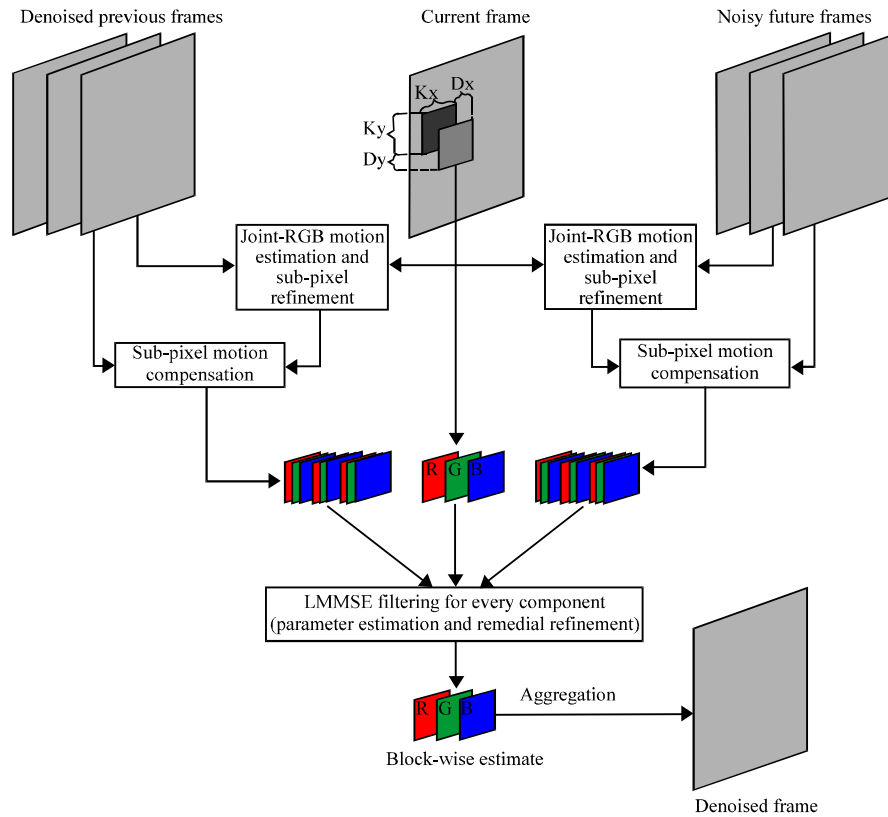 Denoised previous frames
Current frame
Noisy future frames
Kx
Dx
Ky
Dy
Joint-RGB motion
estimation and
sub-pixel
refinement
Joint-RGB motion
estimation and
sub-pixel
refinement
Sub-pixel motion
compensation
Sub-pixel motion
compensation
R G B
LMMSE filtering for every component
(parameter estimation and remedial refinement)
R G B
Aggregation
Block-wise estimate
Denoised frame